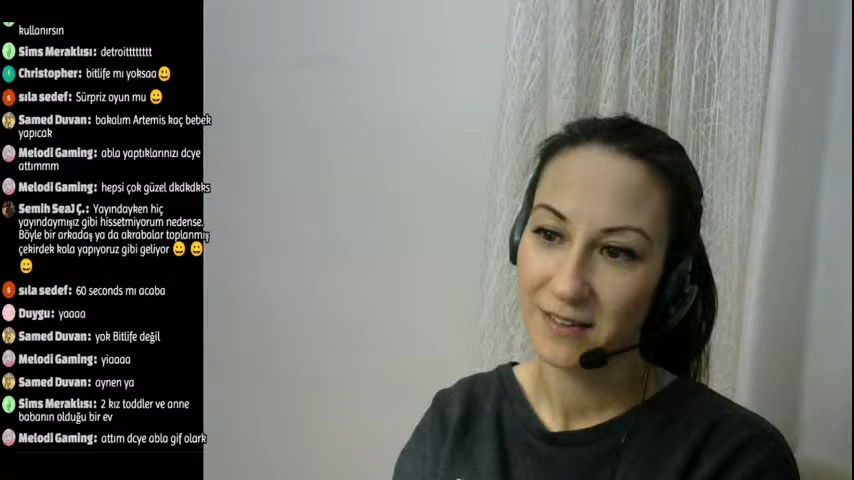 kullanırsın
Sims Meraklısı: detroittttttt
Christopher: bitlife mı yoksaa😃
sıla sedef: Sürpriz oyun mu 😀
Samed Duvan: bakalım Artemis kaç bebek
yapıcak
Melodi Gaming: abla yaptıklarınızı dcye
attımmm
Melodi Gaming: hepsi çok güzel dkdkdkks
Semih SeaJ Ç.: Yayındayken hiç
yayındaymışız gibi hissetmiyorum nedense.
Böyle bir arkadaş ya da akrabalar toplanmış
çekirdek kola yapıyoruz gibi geliyor 😀 😀
😀
sıla sedef: 60 seconds mı acaba
Duygu: yaaaa
Samed Duvan: yok Bitlife değil
Melodi Gaming: yiaaaa
Samed Duvan: aynen ya
Sims Meraklısı: 2 kız toddler ve anne
babanın olduğu bir ev
Melodi Gaming: attım dcye abla gif olark